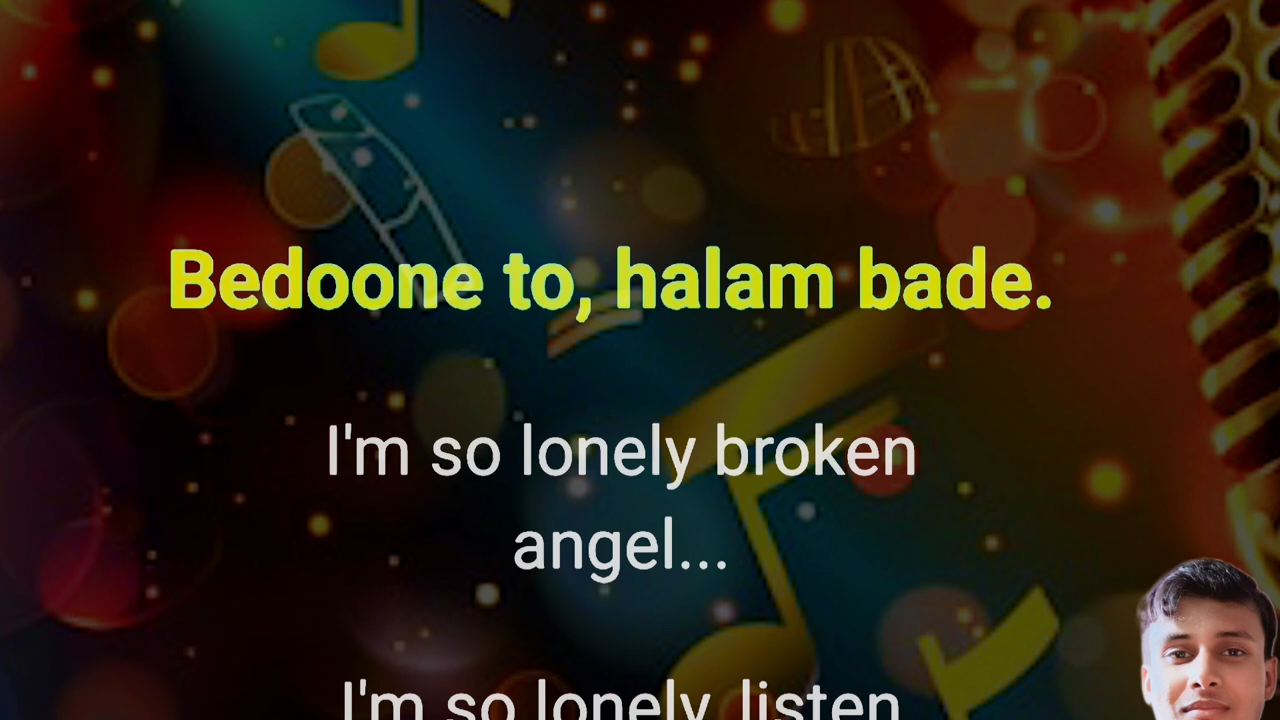 Bedoone to, halam bade.
I'm so lonely broken
angel...
I'm so lonely, listen